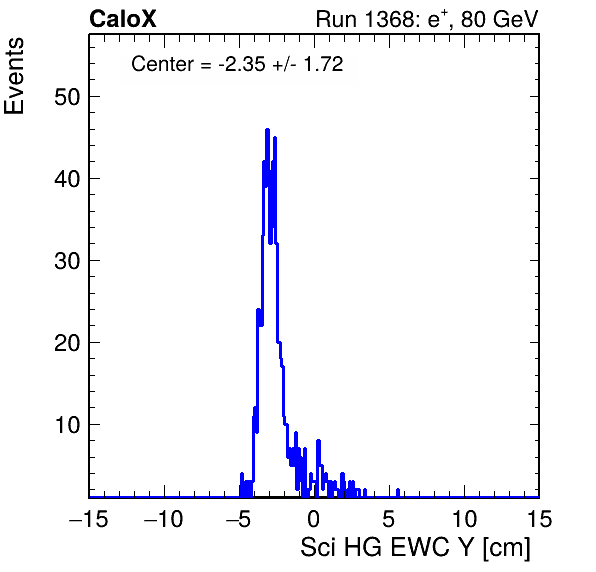 CaloX Run 1368: e⁺, 80 GeV
Center = -2.35 +/- 1.72
Events
50
40
30
20
10
−15 −10 −5 0 5 10 15
Sci HG EWC Y [cm]